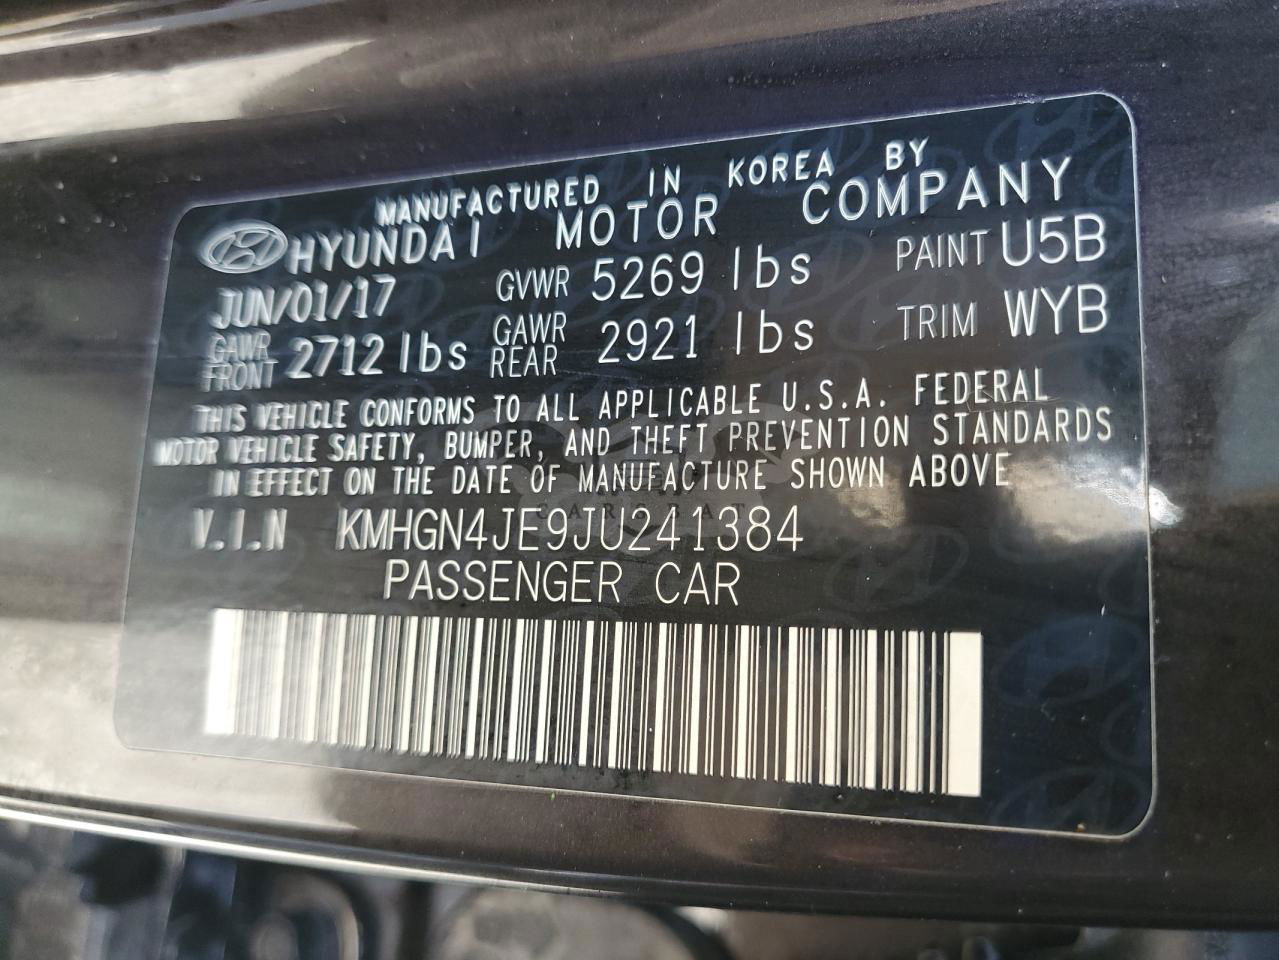 MANUFACTURED IN KOREA BY
HYUNDAI MOTOR COMPANY
JUN/01/17 GVWR 5269 lbs PAINT U5B
GAWR FRONT 2712 lbs GAWR REAR 2921 lbs TRIM WYB
THIS VEHICLE CONFORMS TO ALL APPLICABLE U.S.A. FEDERAL
MOTOR VEHICLE SAFETY, BUMPER, AND THEFT PREVENTION STANDARDS
IN EFFECT ON THE DATE OF MANUFACTURE SHOWN ABOVE
V.I.N KMHGN4JE9JU241384
PASSENGER CAR